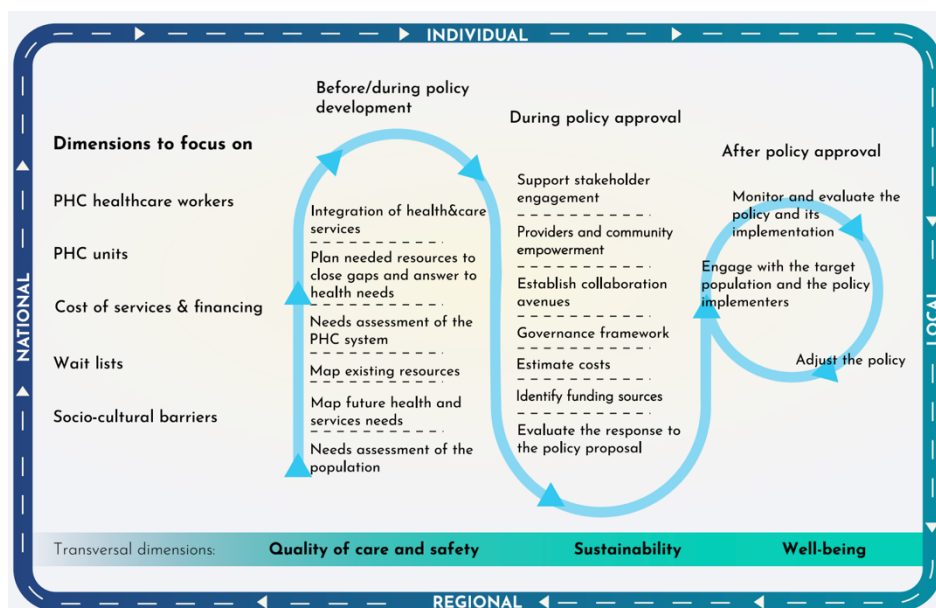 INDIVIDUAL
NATIONAL
LOCAL
REGIONAL
Dimensions to focus on
PHC healthcare workers
PHC units
Cost of services & financing
Wait lists
Socio-cultural barriers
Before/during policy
development
Integration of health&care
services
Plan needed resources to
close gaps and answer to
health needs
Needs assessment of the
PHC system
Map existing resources
Map future health and
services needs
Needs assessment of the
population
During policy approval
Support stakeholder
engagement
Providers and community
empowerment
Establish collaboration
avenues
Governance framework
Estimate costs
Identify funding sources
Evaluate the response to
the policy proposal
After policy approval
Monitor and evaluate the
policy and its
implementation
Engage with the target
population and the policy
implementers
Adjust the policy
Transversal dimensions:
Quality of care and safety
Sustainability
Well-being